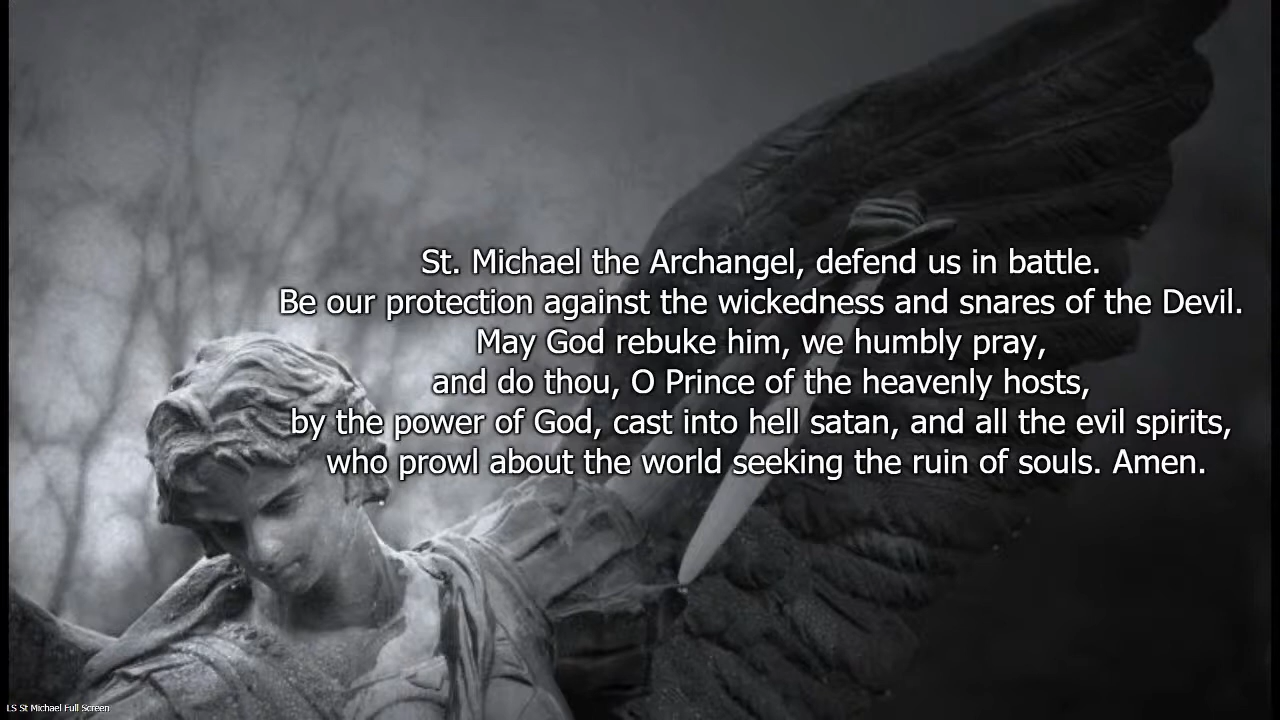 St. Michael the Archangel, defend us in battle.
Be our protection against the wickedness and snares of the Devil.
May God rebuke him, we humbly pray,
and do thou, O Prince of the heavenly hosts,
by the power of God, cast into hell satan, and all the evil spirits,
who prowl about the world seeking the ruin of souls. Amen.
LS St Michael Full Screen